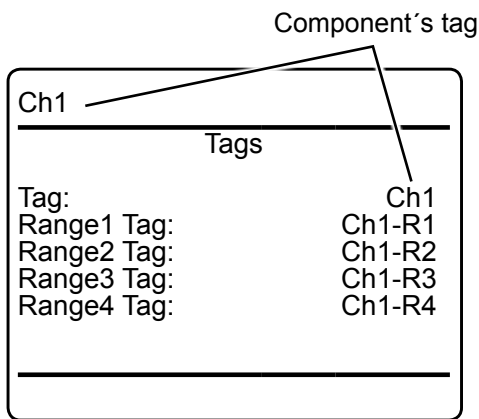 Component´s tag
Ch1
Tags
Tag: Ch1
Range1 Tag: Ch1-R1
Range2 Tag: Ch1-R2
Range3 Tag: Ch1-R3
Range4 Tag: Ch1-R4